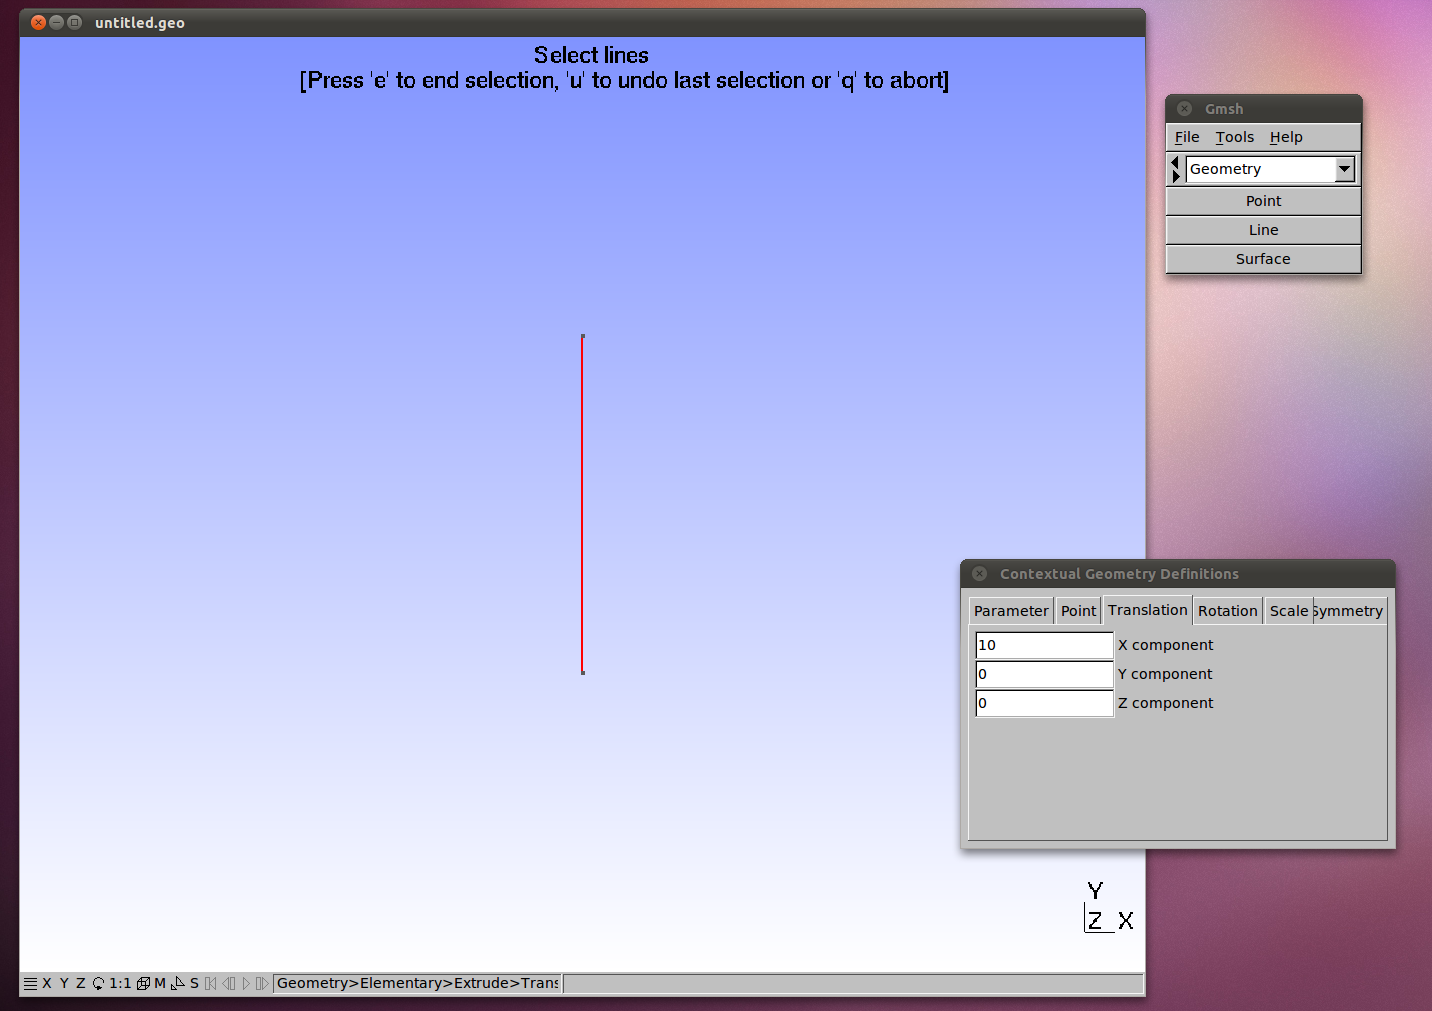 untitled.geo
Select lines
[Press 'e' to end selection, 'u' to undo last selection or 'q' to abort]
Gmsh
File Tools Help
Geometry
Point
Line
Surface
Contextual Geometry Definitions
Parameter Point Translation Rotation Scale Symmetry
10 X component
0 Y component
0 Z component
Y
Z X
X Y Z 1:1 M S Geometry>Elementary>Extrude>Trans